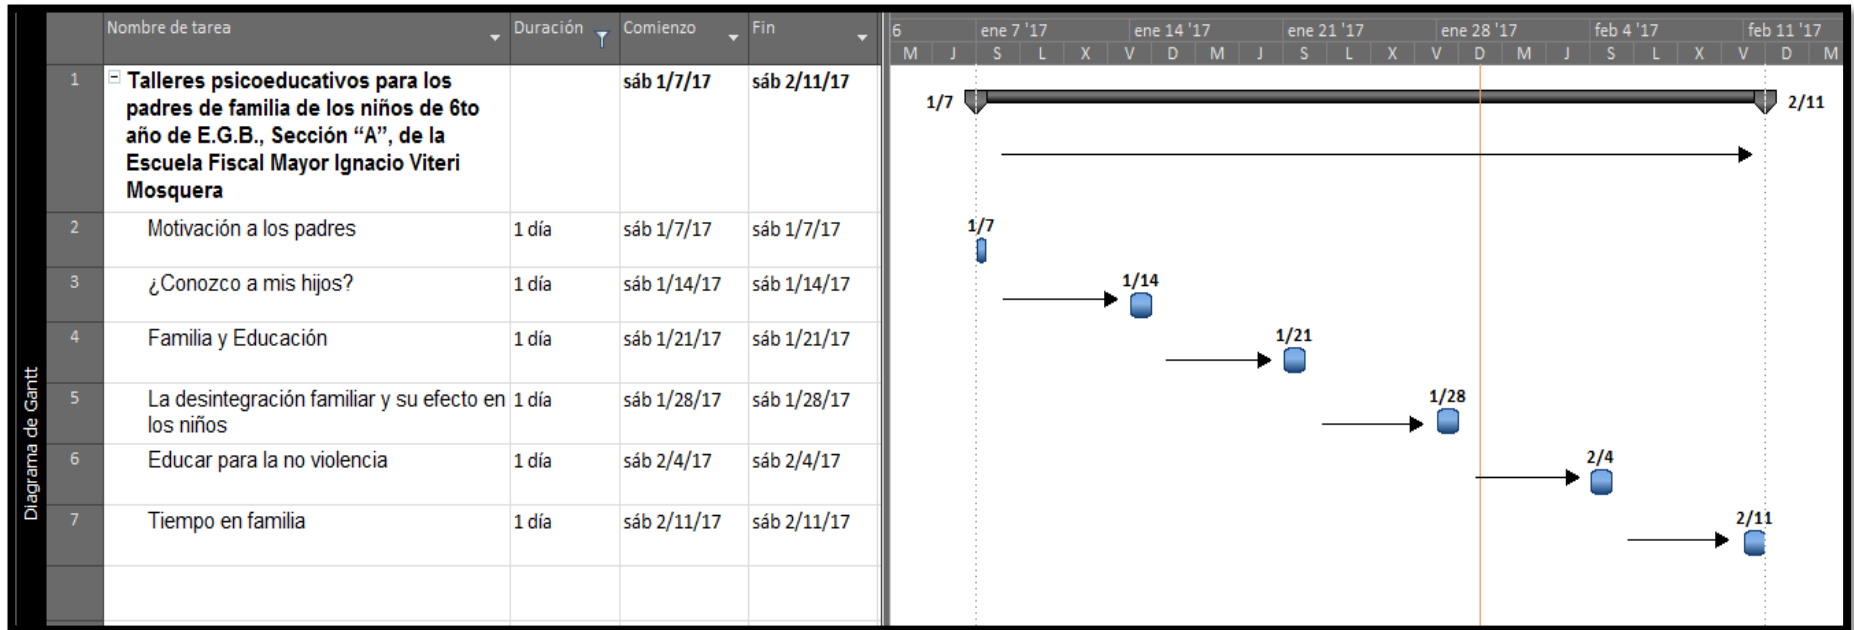 Nombre de tarea Duración Comienzo Fin
6 ene 7 '17 ene 14 '17 ene 21 '17 ene 28 '17 feb 4 '17 feb 11 '17
M J S L X V D M J S L X V D M J S L X V D M
1 Talleres psicoeducativos para los sáb 1/7/17 sáb 2/11/17
padres de familia de los niños de 6to
año de E.G.B., Sección “A”, de la
Escuela Fiscal Mayor Ignacio Viteri
Mosquera
1/7 2/11
2 Motivación a los padres 1 día sáb 1/7/17 sáb 1/7/17
1/7
3 ¿Conozco a mis hijos? 1 día sáb 1/14/17 sáb 1/14/17
1/14
4 Familia y Educación 1 día sáb 1/21/17 sáb 1/21/17
1/21
5 La desintegración familiar y su efecto en 1 día sáb 1/28/17 sáb 1/28/17
los niños
1/28
6 Educar para la no violencia 1 día sáb 2/4/17 sáb 2/4/17
2/4
7 Tiempo en familia 1 día sáb 2/11/17 sáb 2/11/17
2/11
Diagrama de Gantt